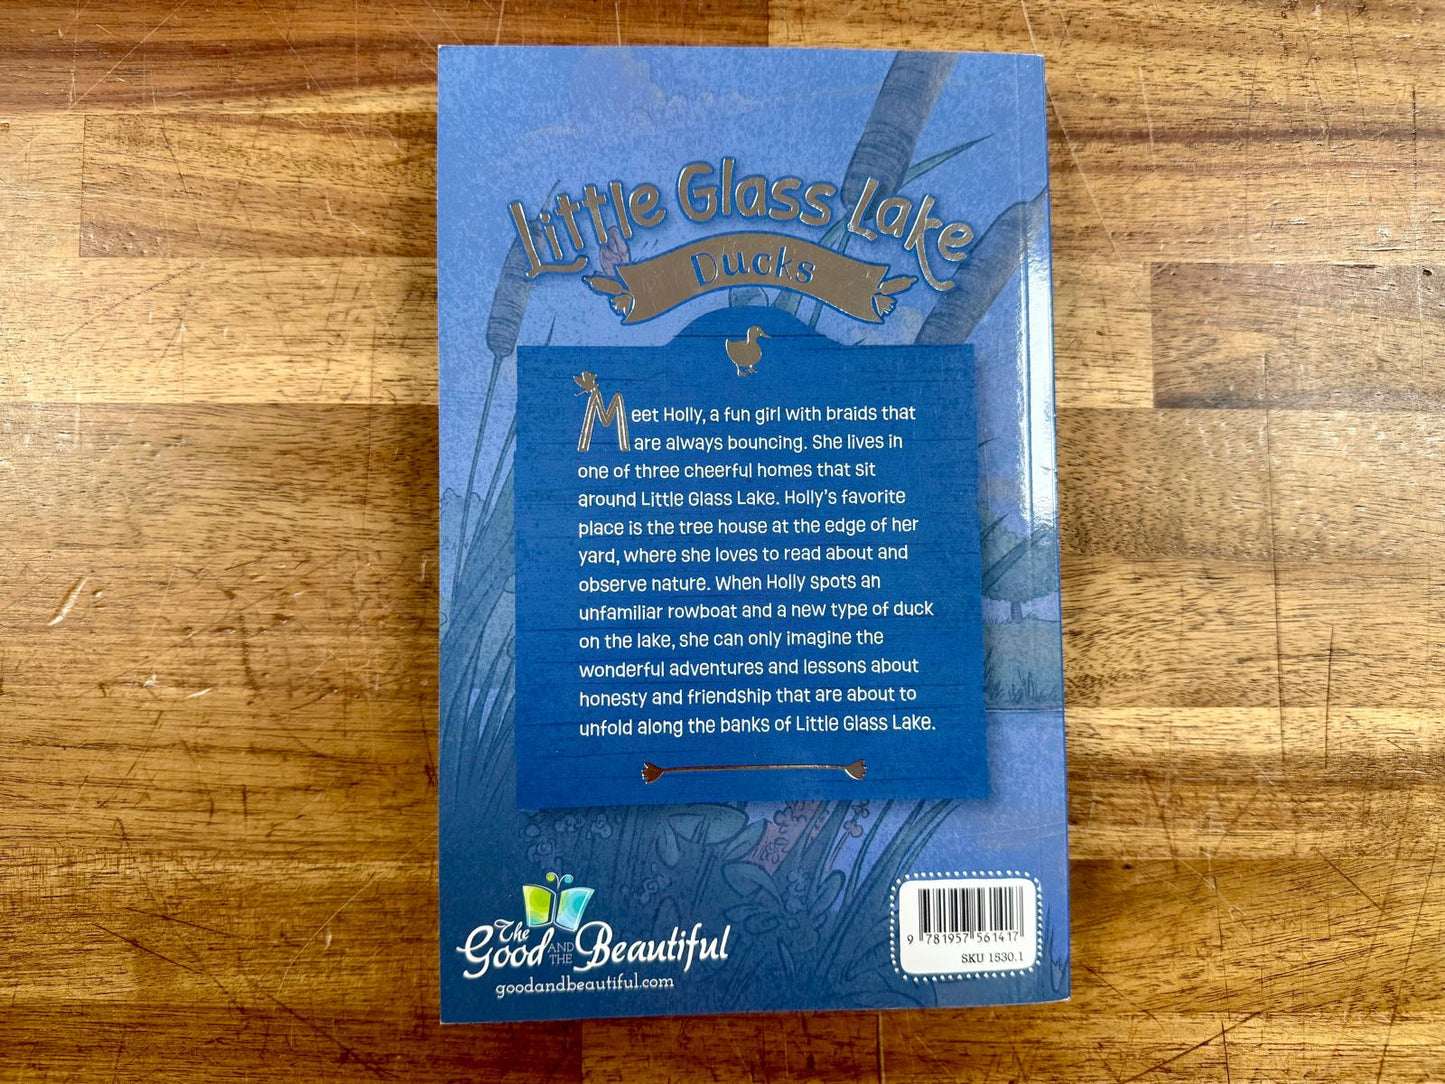 Little Glass Lake
Ducks
Meet Holly, a fun girl with braids that
are always bouncing. She lives in
one of three cheerful homes that sit
around Little Glass Lake. Holly's favorite
place is the tree house at the edge of her
yard, where she loves to read about and
observe nature. When Holly spots an
unfamiliar rowboat and a new type of duck
on the lake, she can only imagine the
wonderful adventures and lessons about
honesty and friendship that are about to
unfold along the banks of Little Glass Lake.
The
Good AND THE Beautiful
goodandbeautiful.com
9 781957 561417
SKU 1530.1